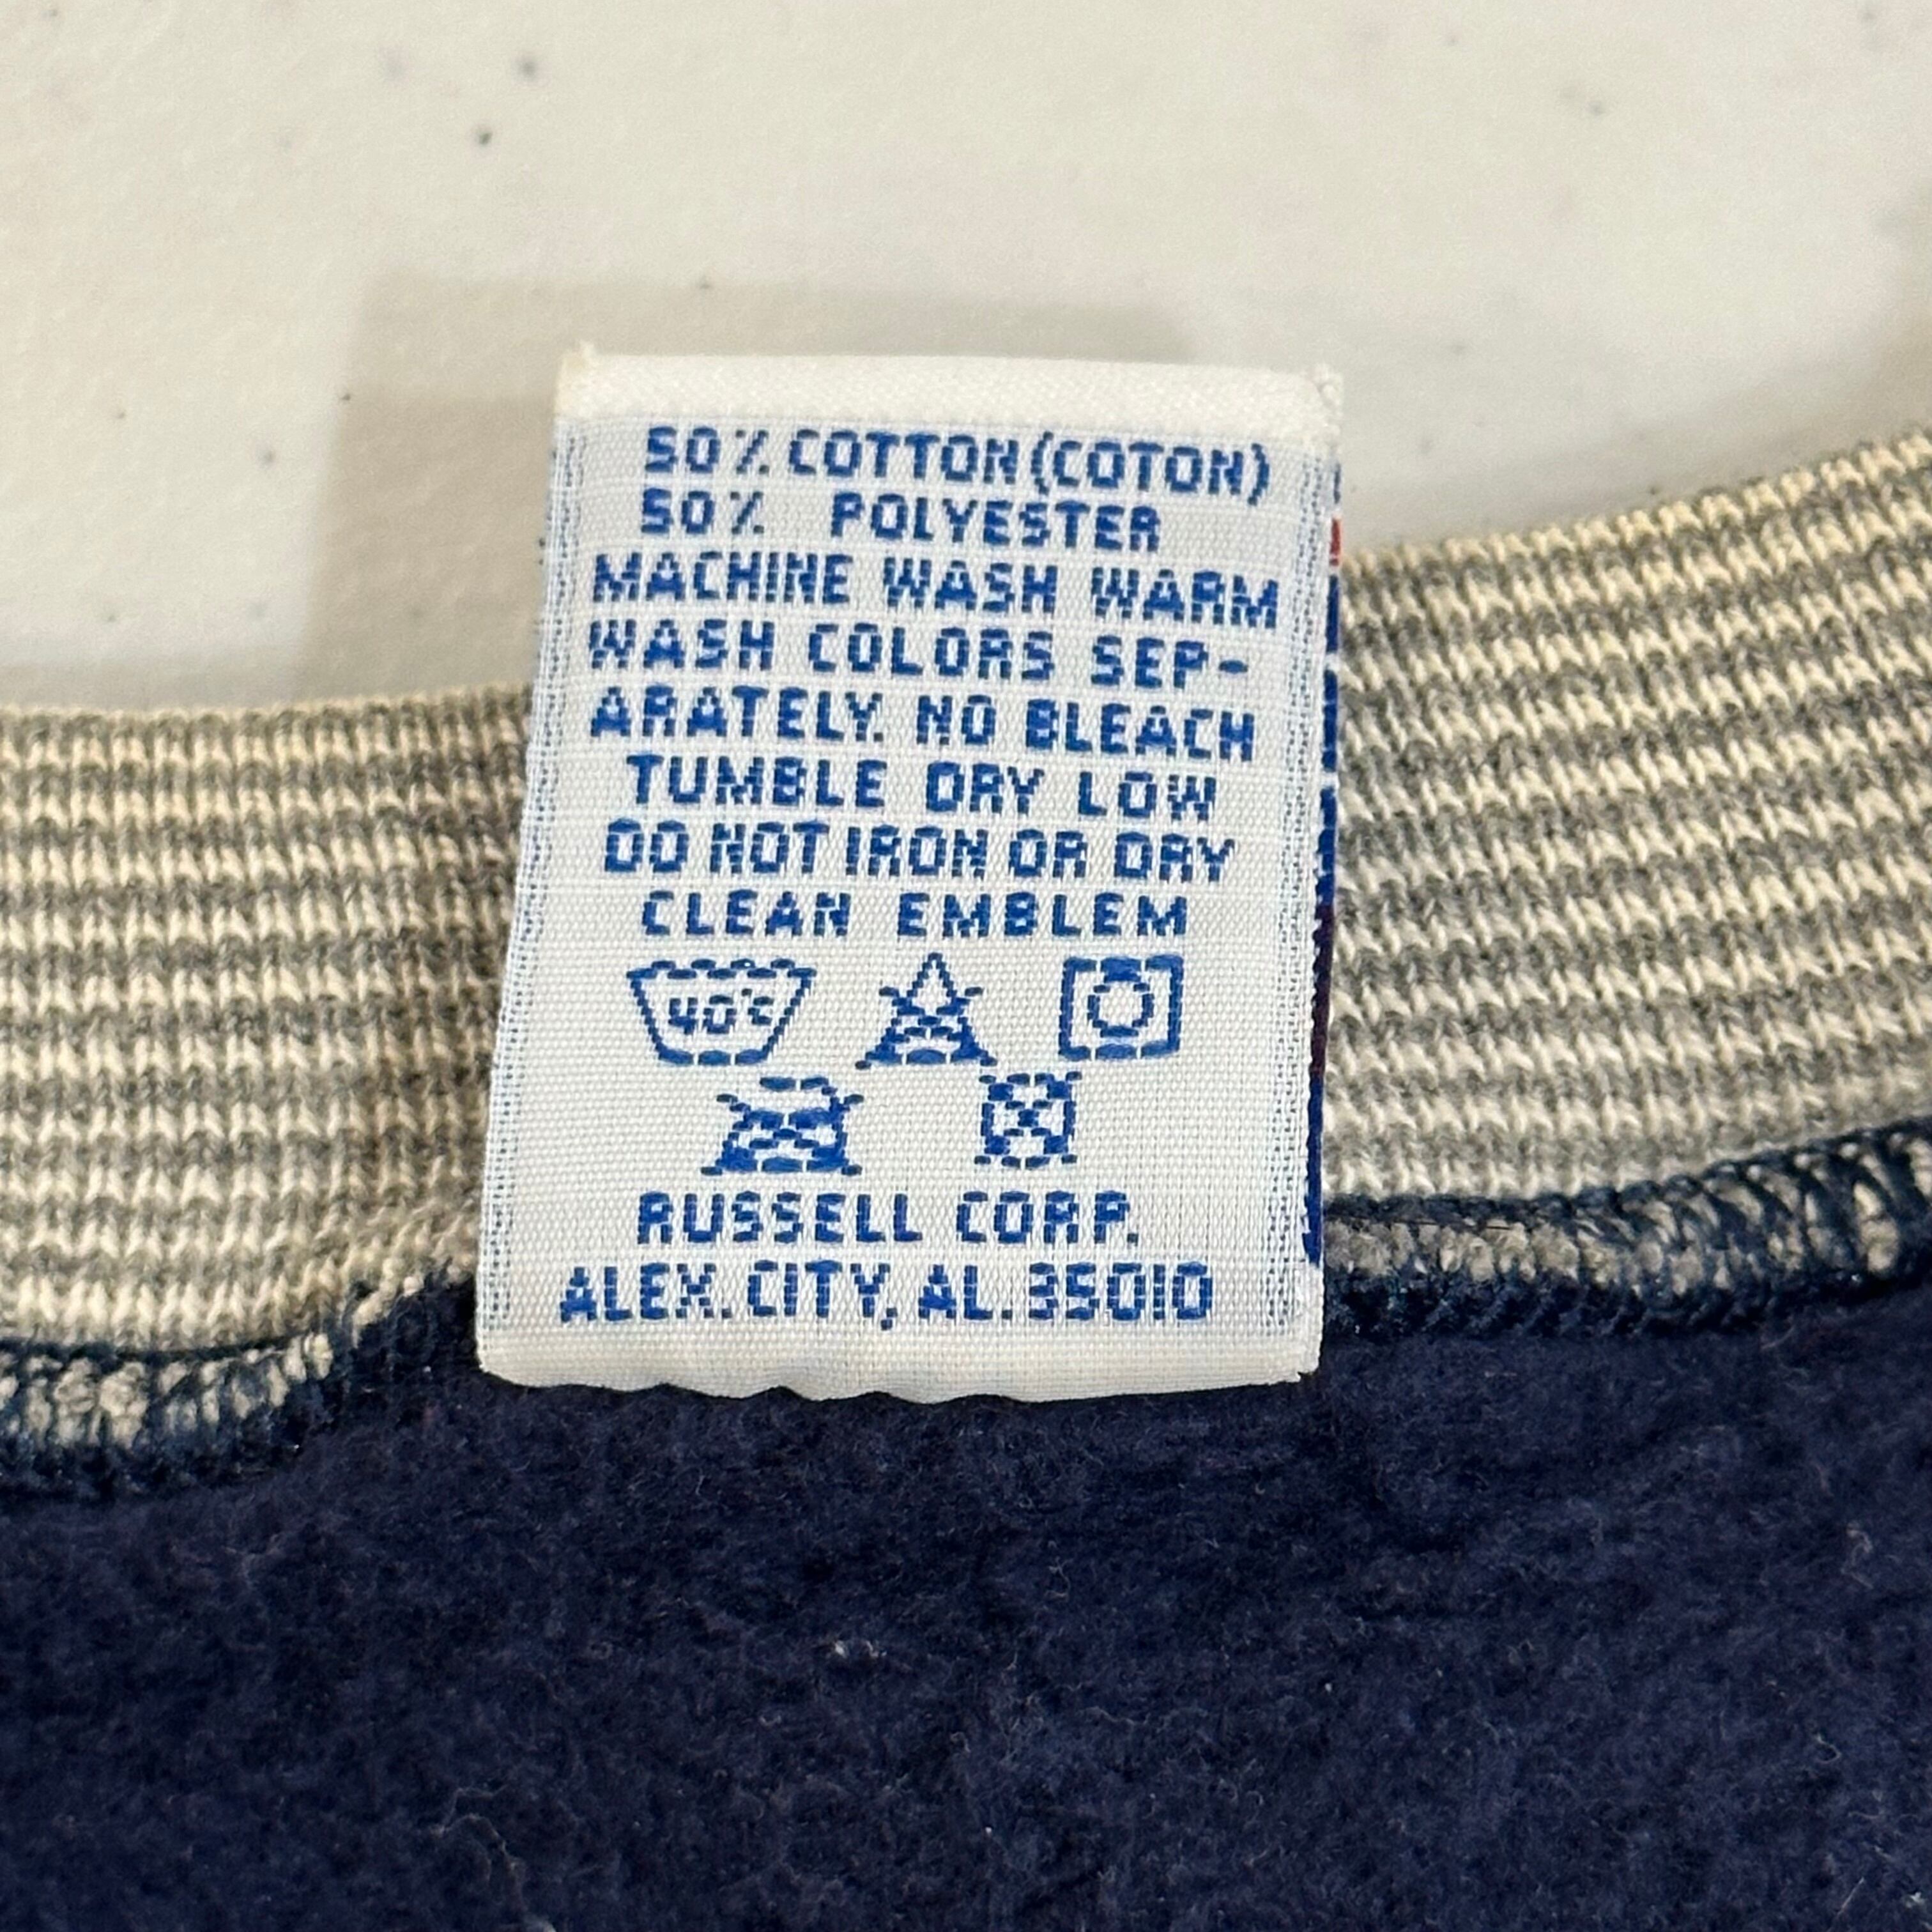 50% COTTON (COTON)
50% POLYESTER
MACHINE WASH WARM
WASH COLORS SEP-
ARATELY. NO BLEACH
TUMBLE DRY LOW
DO NOT IRON OR DRY
CLEAN EMBLEM
40°C
RUSSELL CORP.
ALEX. CITY, AL. 35010